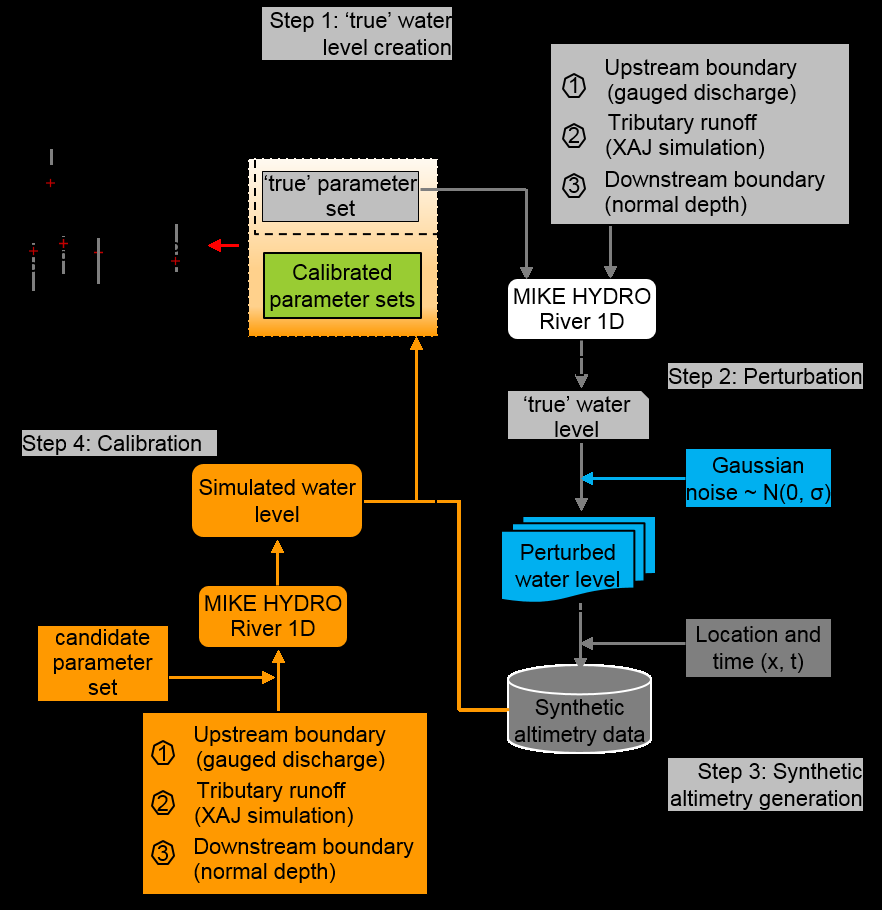 Step 1: ‘true’ water
level creation
① Upstream boundary
(gauged discharge)
② Tributary runoff
(XAJ simulation)
③ Downstream boundary
(normal depth)
‘true’ parameter
set
Calibrated
parameter sets
MIKE HYDRO
River 1D
Step 2: Perturbation
‘true’ water
level
Gaussian
noise ~ N(0, σ)
Perturbed
water level
Location and
time (x, t)
Synthetic
altimetry data
Step 3: Synthetic
altimetry generation
Step 4: Calibration
Simulated water
level
MIKE HYDRO
River 1D
candidate
parameter
set
① Upstream boundary
(gauged discharge)
② Tributary runoff
(XAJ simulation)
③ Downstream boundary
(normal depth)